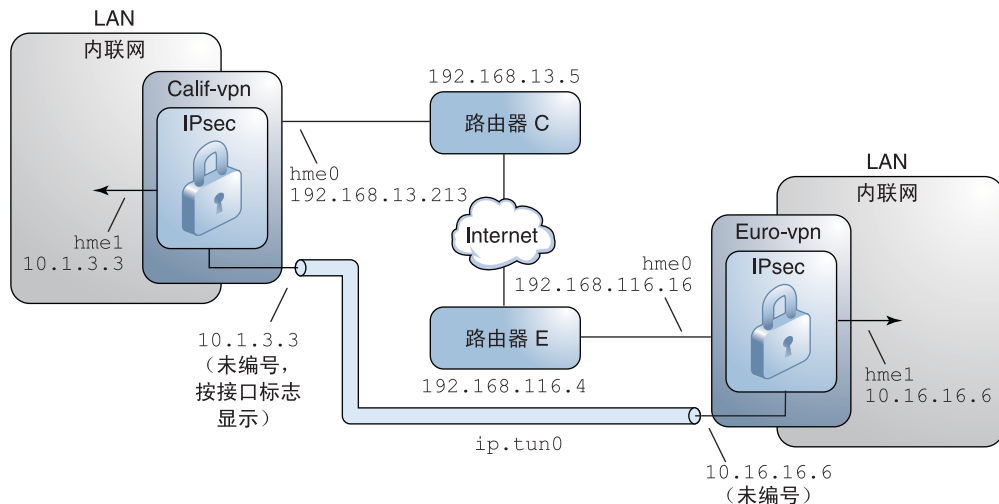 LAN
内联网
Calif-vpn
IPsec
hme1
10.1.3.3
hme0
192.168.13.213
192.168.13.5
路由器 C
Internet
路由器 E
192.168.116.4
hme0
192.168.116.16
LAN
内联网
Euro-vpn
IPsec
hme1
10.16.16.6
10.1.3.3
（未编号，
按接口标志
显示）
ip.tun0
10.16.16.6
（未编号）